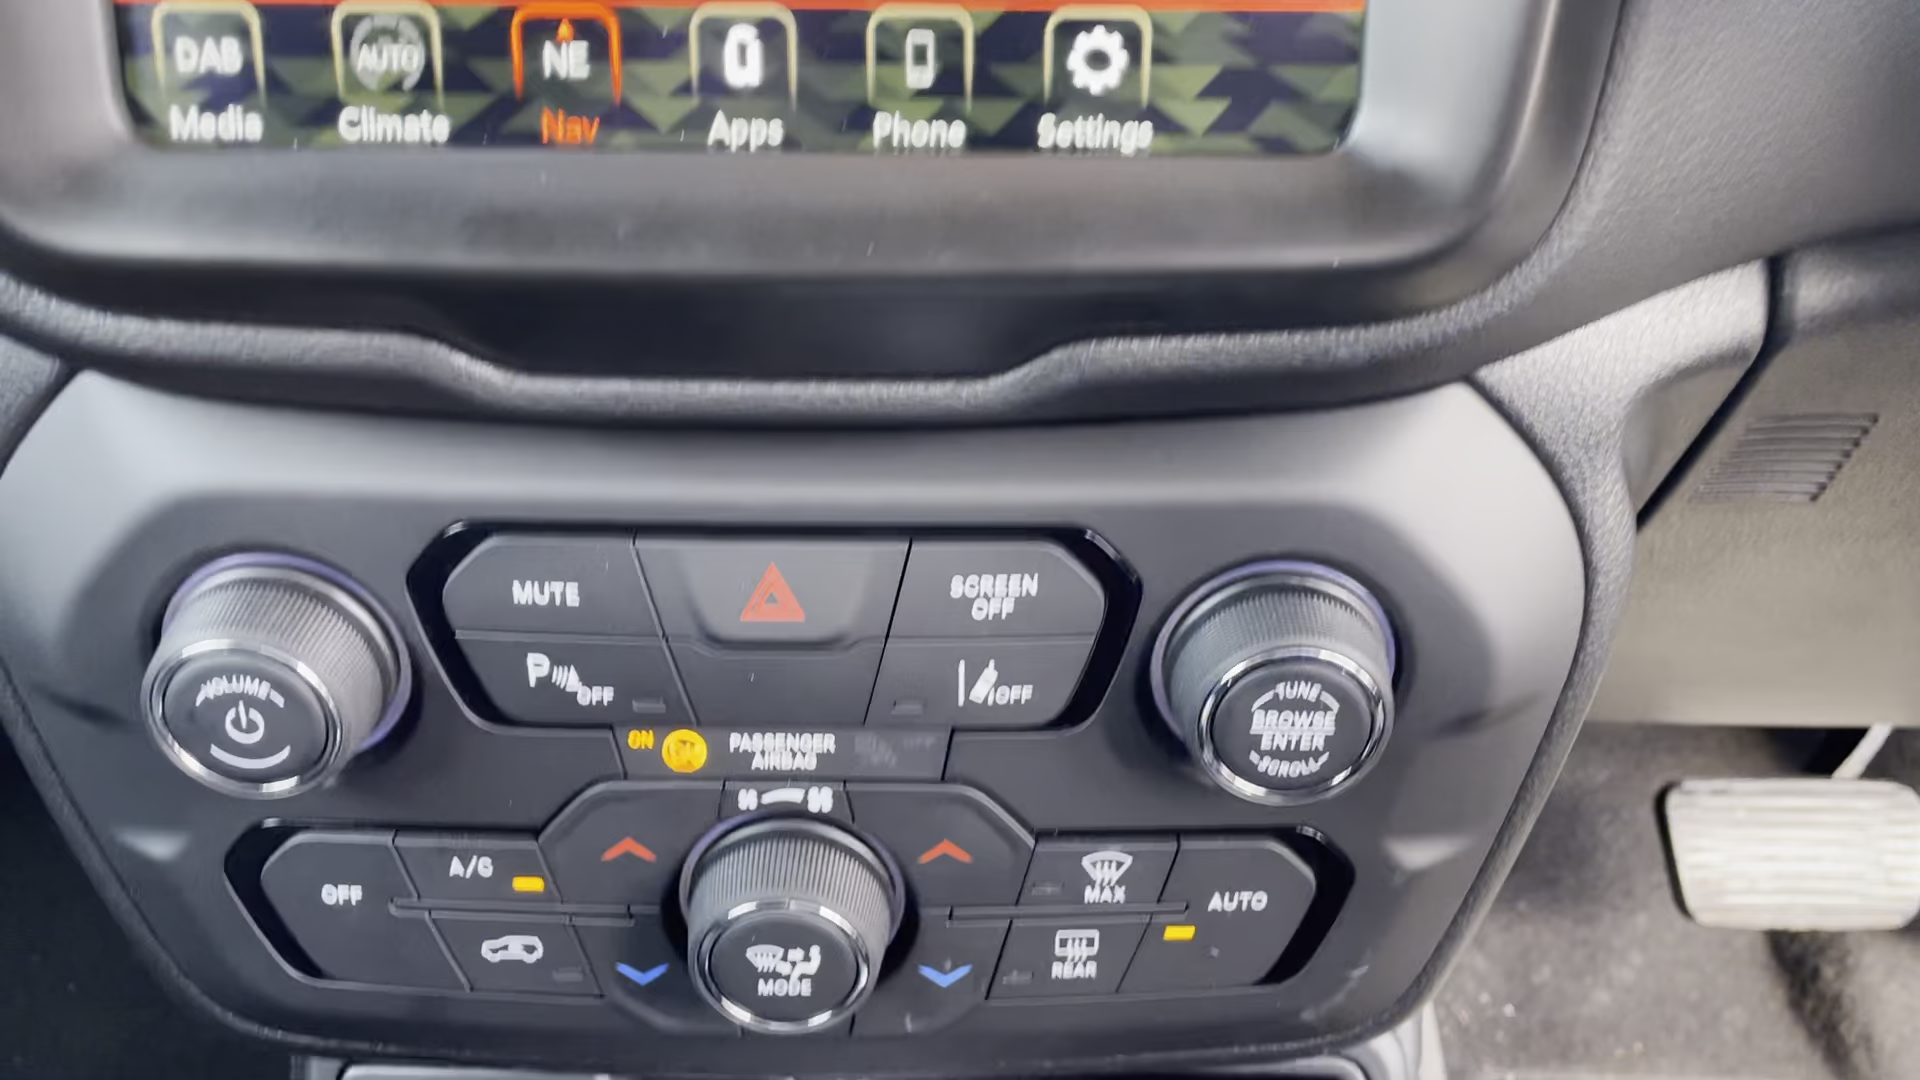 DAB
AUTO
NE
Media
Climate
Nav
Apps
Phone
Settings
MUTE
SCREEN
OFF
VOLUME
P
OFF
OFF
TUNE
BROWSE
ENTER
SCROLL
ON
PASSENGER
AIRBAG
OFF
OFF
A/C
MAX
AUTO
REAR
MODE